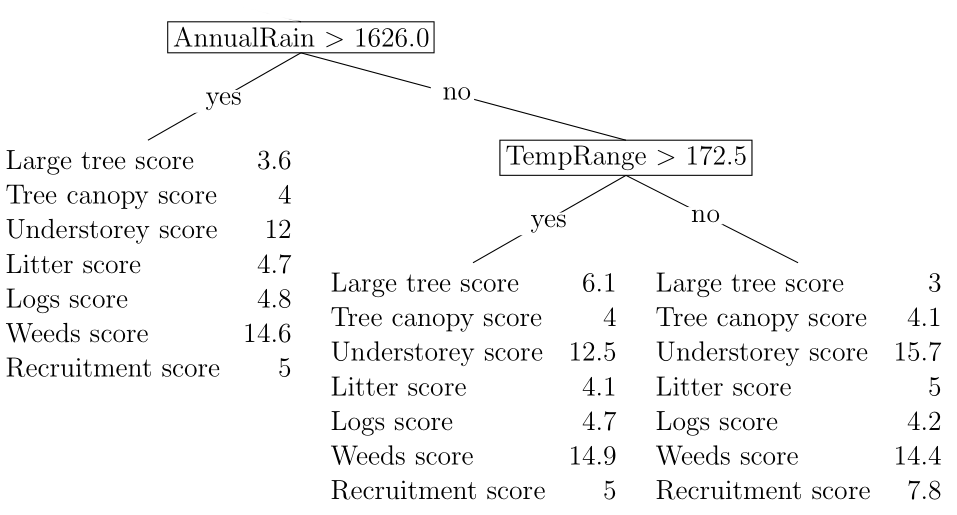 AnnualRain > 1626.0
yes
no
Large tree score 3.6
Tree canopy score 4
Understorey score 12
Litter score 4.7
Logs score 4.8
Weeds score 14.6
Recruitment score 5
TempRange > 172.5
yes
no
Large tree score 6.1
Tree canopy score 4
Understorey score 12.5
Litter score 4.1
Logs score 4.7
Weeds score 14.9
Recruitment score 5
Large tree score 3
Tree canopy score 4.1
Understorey score 15.7
Litter score 5
Logs score 4.2
Weeds score 14.4
Recruitment score 7.8